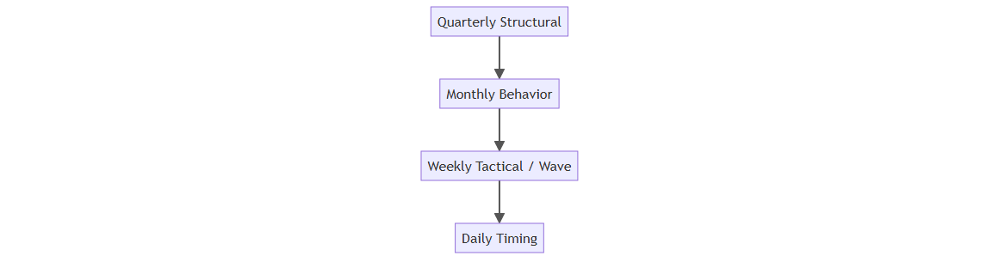 Quarterly Structural
Monthly Behavior
Weekly Tactical / Wave
Daily Timing